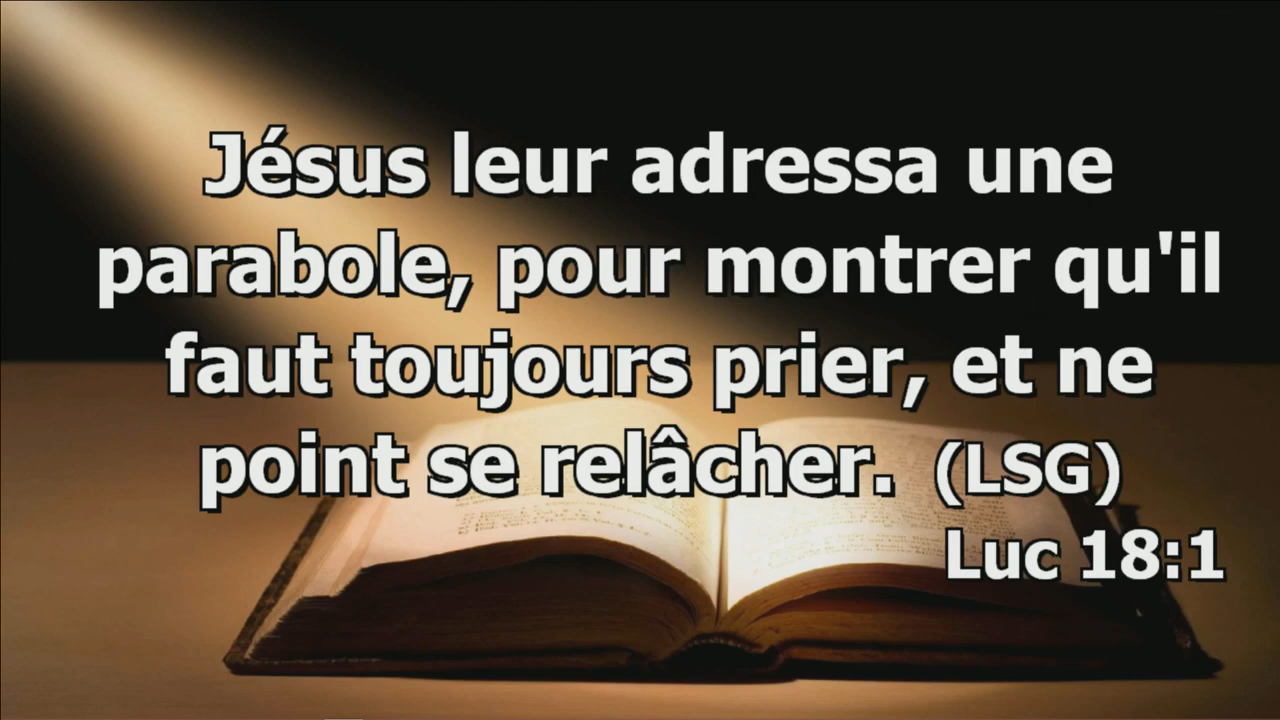 Jésus leur adressa une
parabole, pour montrer qu'il
faut toujours prier, et ne
point se relâcher. (LSG)
Luc 18:1